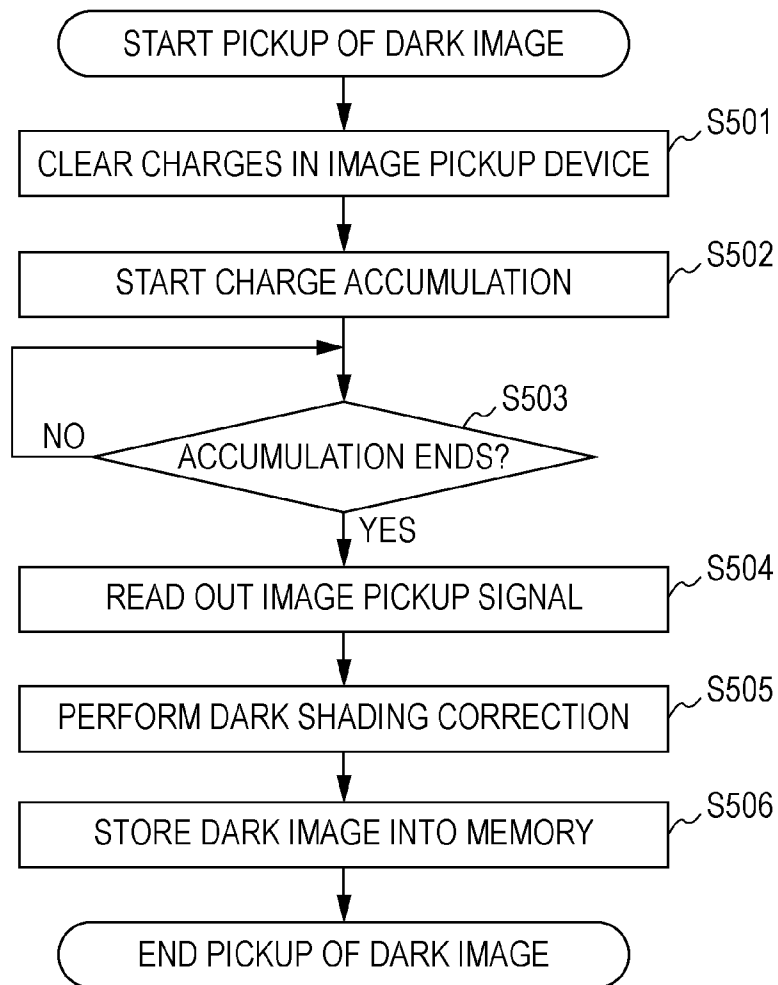 START PICKUP OF DARK IMAGE
S501
CLEAR CHARGES IN IMAGE PICKUP DEVICE
S502
START CHARGE ACCUMULATION
S503
NO
ACCUMULATION ENDS?
YES
S504
READ OUT IMAGE PICKUP SIGNAL
S505
PERFORM DARK SHADING CORRECTION
S506
STORE DARK IMAGE INTO MEMORY
END PICKUP OF DARK IMAGE